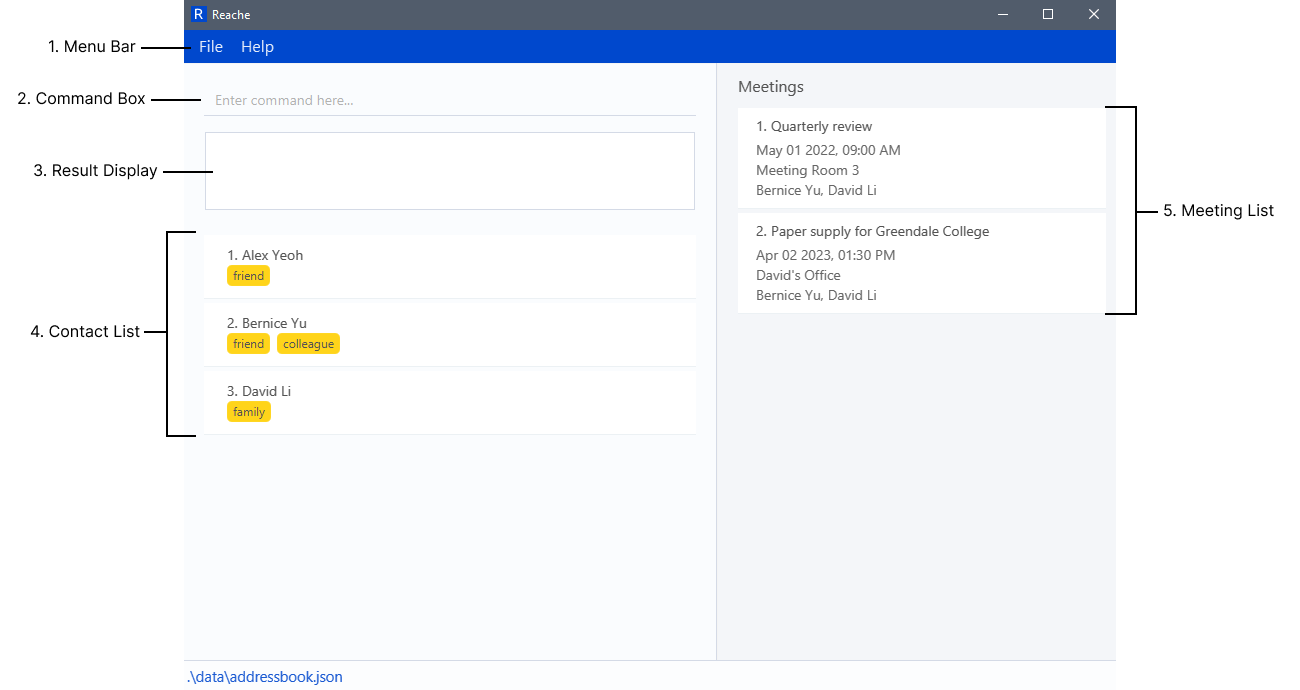 R Reache
1. Menu Bar
File Help
2. Command Box
Enter command here...
3. Result Display
4. Contact List
1. Alex Yeoh
friend
2. Bernice Yu
friend colleague
3. David Li
family
Meetings
1. Quarterly review
May 01 2022, 09:00 AM
Meeting Room 3
Bernice Yu, David Li
2. Paper supply for Greendale College
Apr 02 2023, 01:30 PM
David's Office
Bernice Yu, David Li
5. Meeting List
.\data\addressbook.json